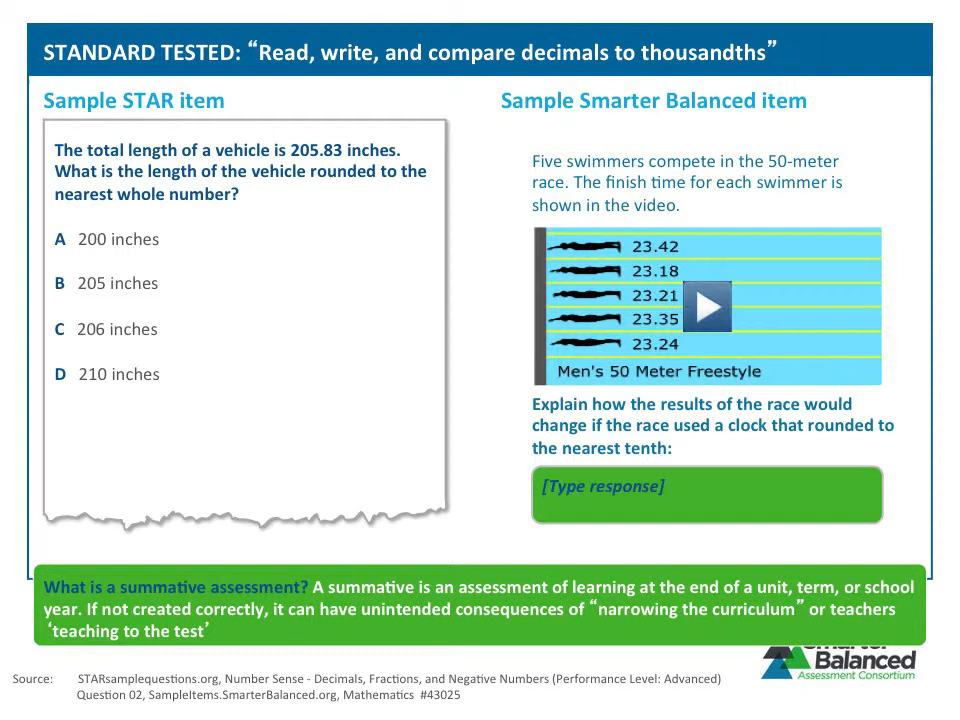 STANDARD TESTED: “Read, write, and compare decimals to thousandths”
Sample STAR item
The total length of a vehicle is 205.83 inches.
What is the length of the vehicle rounded to the
nearest whole number?
A 200 inches
B 205 inches
C 206 inches
D 210 inches
Sample Smarter Balanced item
Five swimmers compete in the 50-meter
race. The finish time for each swimmer is
shown in the video.
23.42
23.18
23.21
23.35
23.24
Men's 50 Meter Freestyle
Explain how the results of the race would
change if the race used a clock that rounded to
the nearest tenth:
[Type response]
What is a summative assessment? A summative is an assessment of learning at the end of a unit, term, or school
year. If not created correctly, it can have unintended consequences of “narrowing the curriculum” or teachers
‘teaching to the test’
Smarter
Balanced
Assessment Consortium
Source: STARsamplequestions.org, Number Sense - Decimals, Fractions, and Negative Numbers (Performance Level: Advanced)
Question 02, SampleItems.SmarterBalanced.org, Mathematics #43025